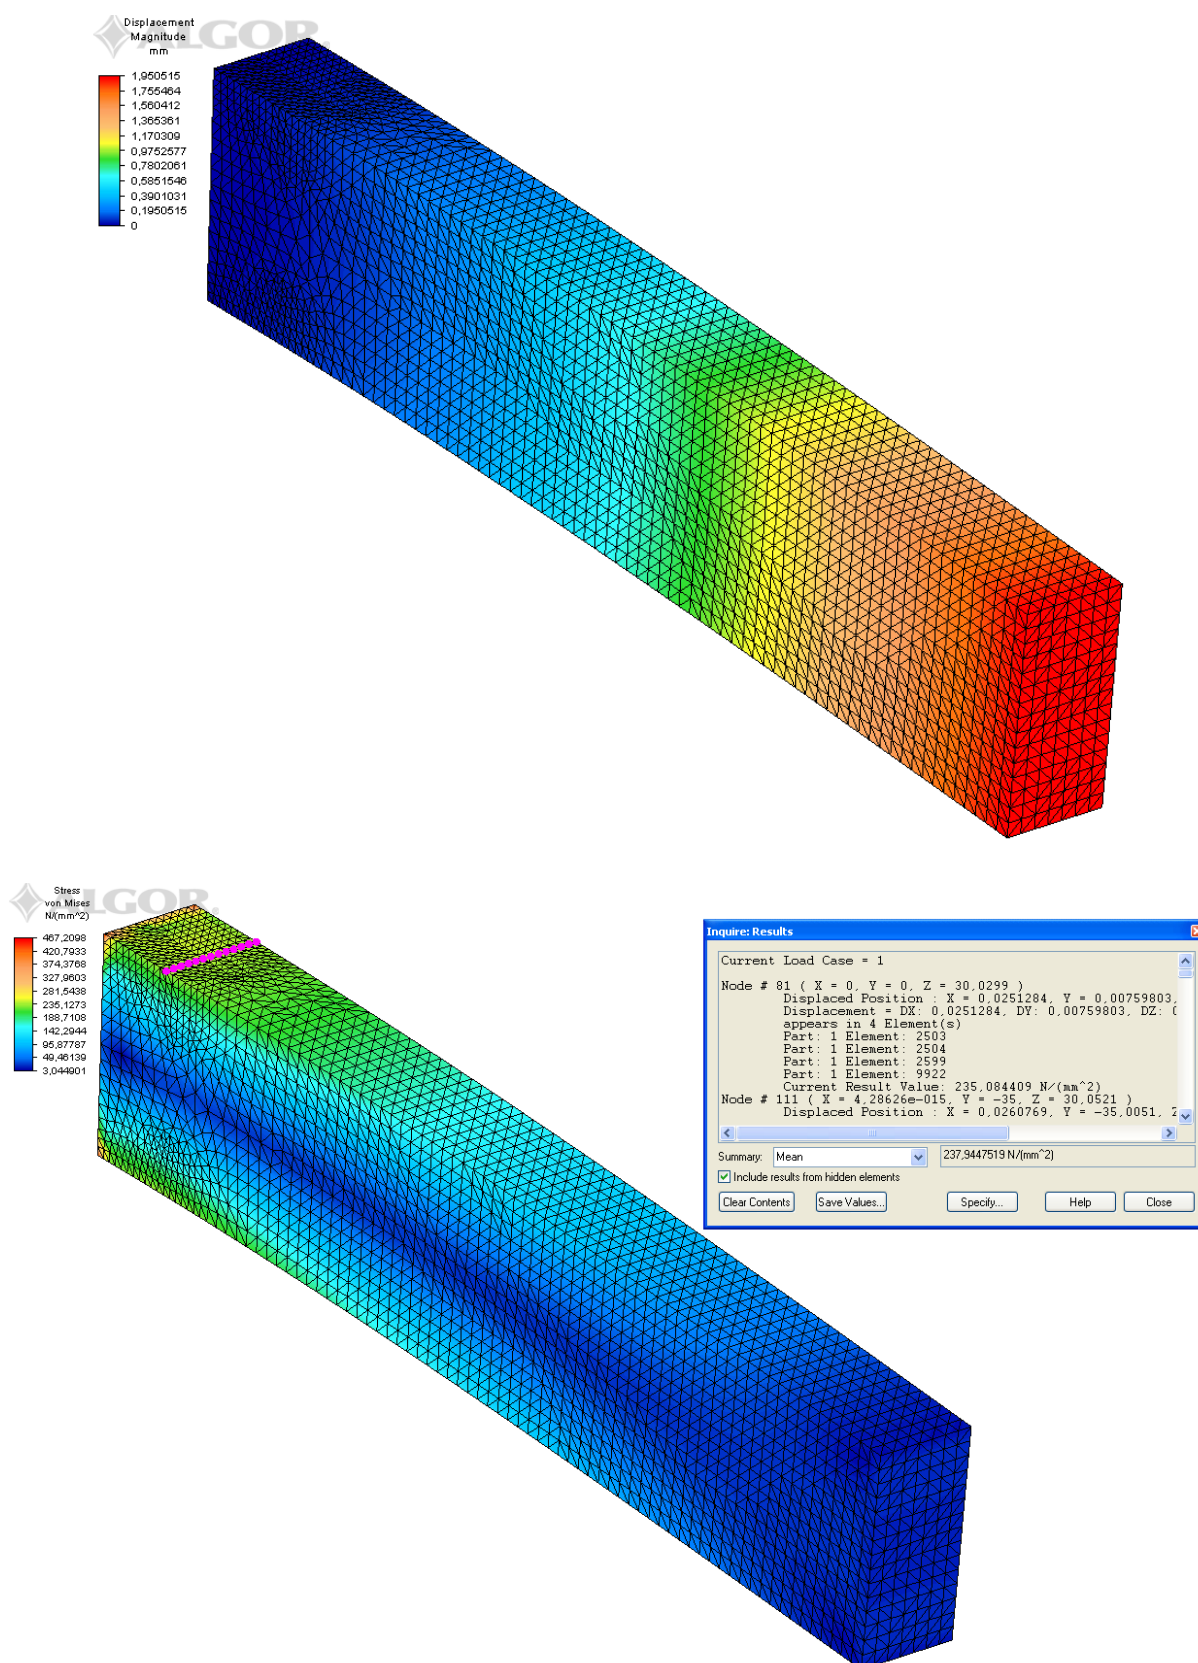 ALGOR.
Displacement
Magnitude
mm
1,950515
1,755464
1,560412
1,365361
1,170309
0,9752577
0,7802061
0,5851546
0,3901031
0,1950515
0
ALGOR.
Stress
von Mises
N/(mm^2)
467,2098
420,7933
374,3768
327,9603
281,5438
235,1273
188,7108
142,2944
95,87787
49,46139
3,044901
Inquire: Results
Current Load Case = 1
Node # 81 ( X = 0, Y = 0, Z = 30,0299 )
Displaced Position : X = 0,0251284, Y = 0,00759803,
Displacement = DX: 0,0251284, DY: 0,00759803, DZ: 0
appears in 4 Element(s)
Part: 1 Element: 2503
Part: 1 Element: 2504
Part: 1 Element: 2599
Part: 1 Element: 9922
Current Result Value: 235,084409 N/(mm^2)
Node # 111 ( X = 4,28626e-015, Y = -35, Z = 30,0521 )
Displaced Position : X = 0,0260769, Y = -35,0051, Z
Summary: Mean 237,9447519 N/(mm^2)
Include results from hidden elements
Clear Contents Save Values... Specify... Help Close